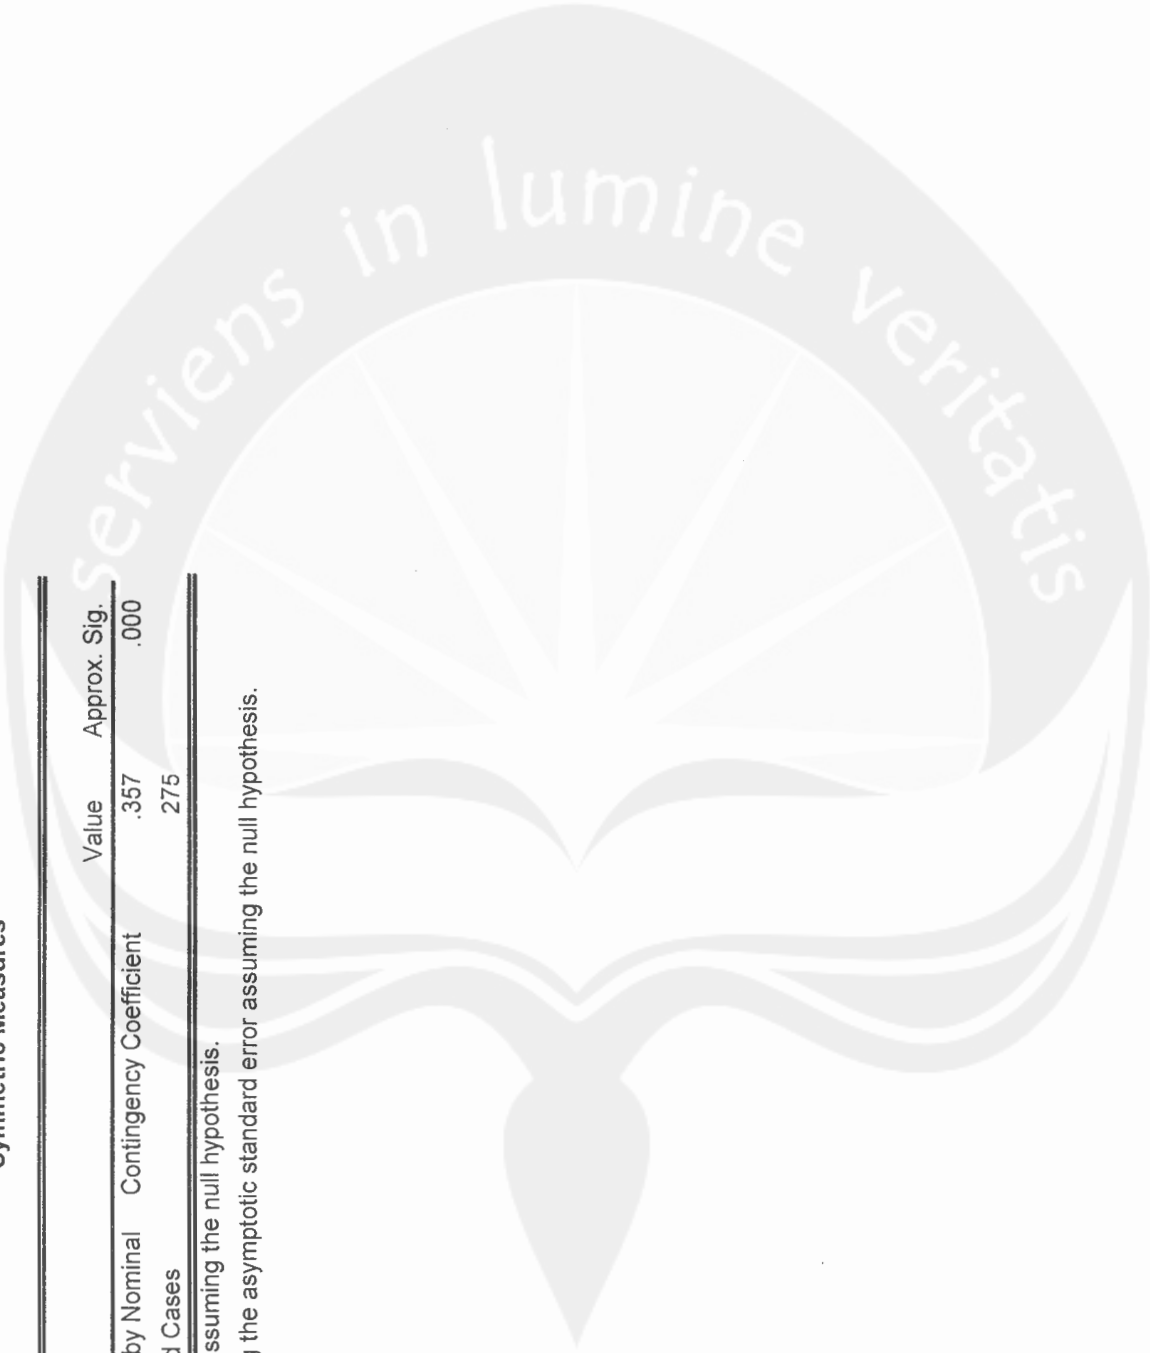 Symmetric Measures
Value Approx. Sig.
by Nominal Contingency Coefficient .357 .000
d Cases 275
ssuming the null hypothesis.
the asymptotic standard error assuming the null hypothesis.
serviens in lumine veritatis